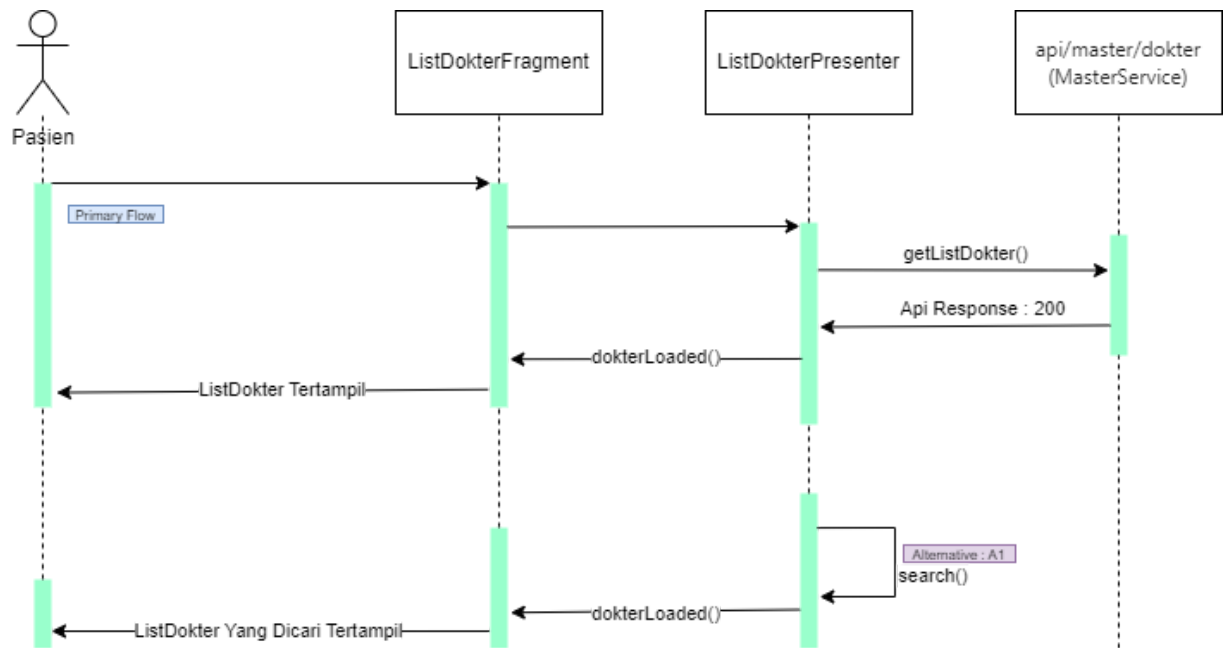 Pasien
ListDokterFragment
ListDokterPresenter
api/master/dokter
(MasterService)
Primary Flow
getListDokter()
Api Response : 200
dokterLoaded()
ListDokter Tertampil
Alternative : A1
search()
dokterLoaded()
ListDokter Yang Dicari Tertampil